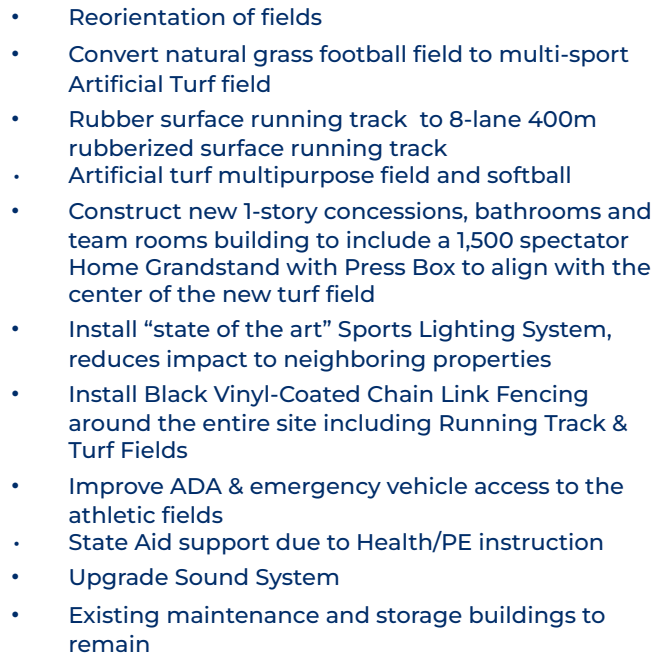 • Reorientation of fields
• Convert natural grass football field to multi-sport
Artificial Turf field
• Rubber surface running track  to 8-lane 400m
rubberized surface running track
• Artificial turf multipurpose field and softball
• Construct new 1-story concessions, bathrooms and
team rooms building to include a 1,500 spectator
Home Grandstand with Press Box to align with the
center of the new turf field
• Install “state of the art” Sports Lighting System,
reduces impact to neighboring properties
• Install Black Vinyl-Coated Chain Link Fencing
around the entire site including Running Track &
Turf Fields
• Improve ADA & emergency vehicle access to the
athletic fields
• State Aid support due to Health/PE instruction
• Upgrade Sound System
• Existing maintenance and storage buildings to
remain